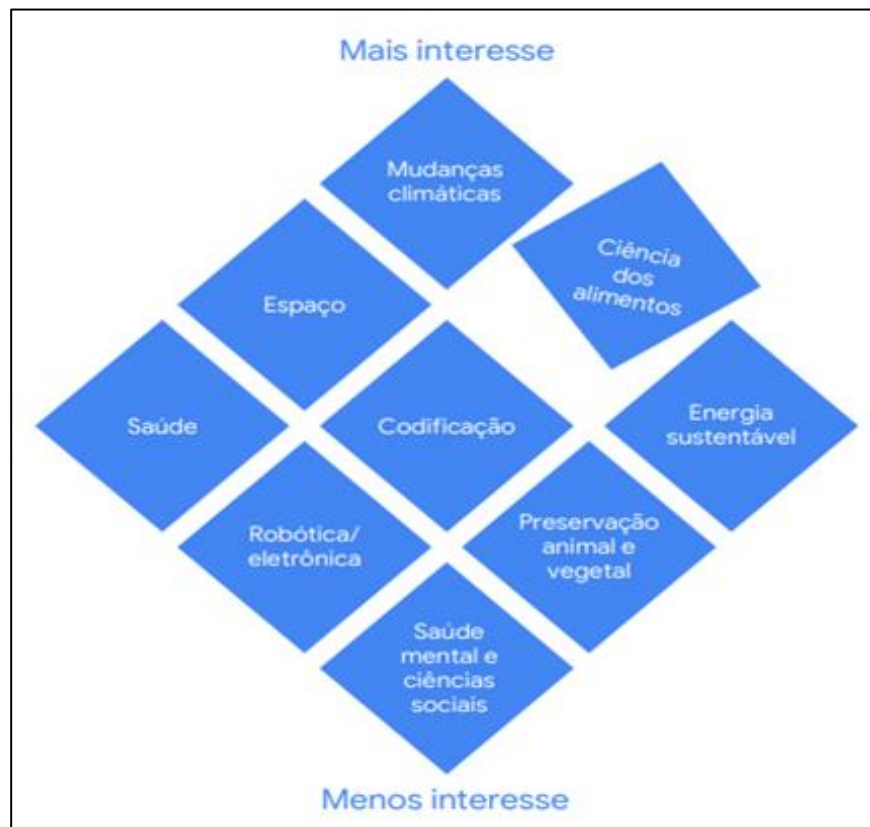 Mais interesse
Mudanças
climáticas
Ciência
dos
alimentos
Espaço
Saúde
Codificação
Energia
sustentável
Robótica/
eletrônica
Preservação
animal e
vegetal
Saúde
mental e
ciências
sociais
Menos interesse